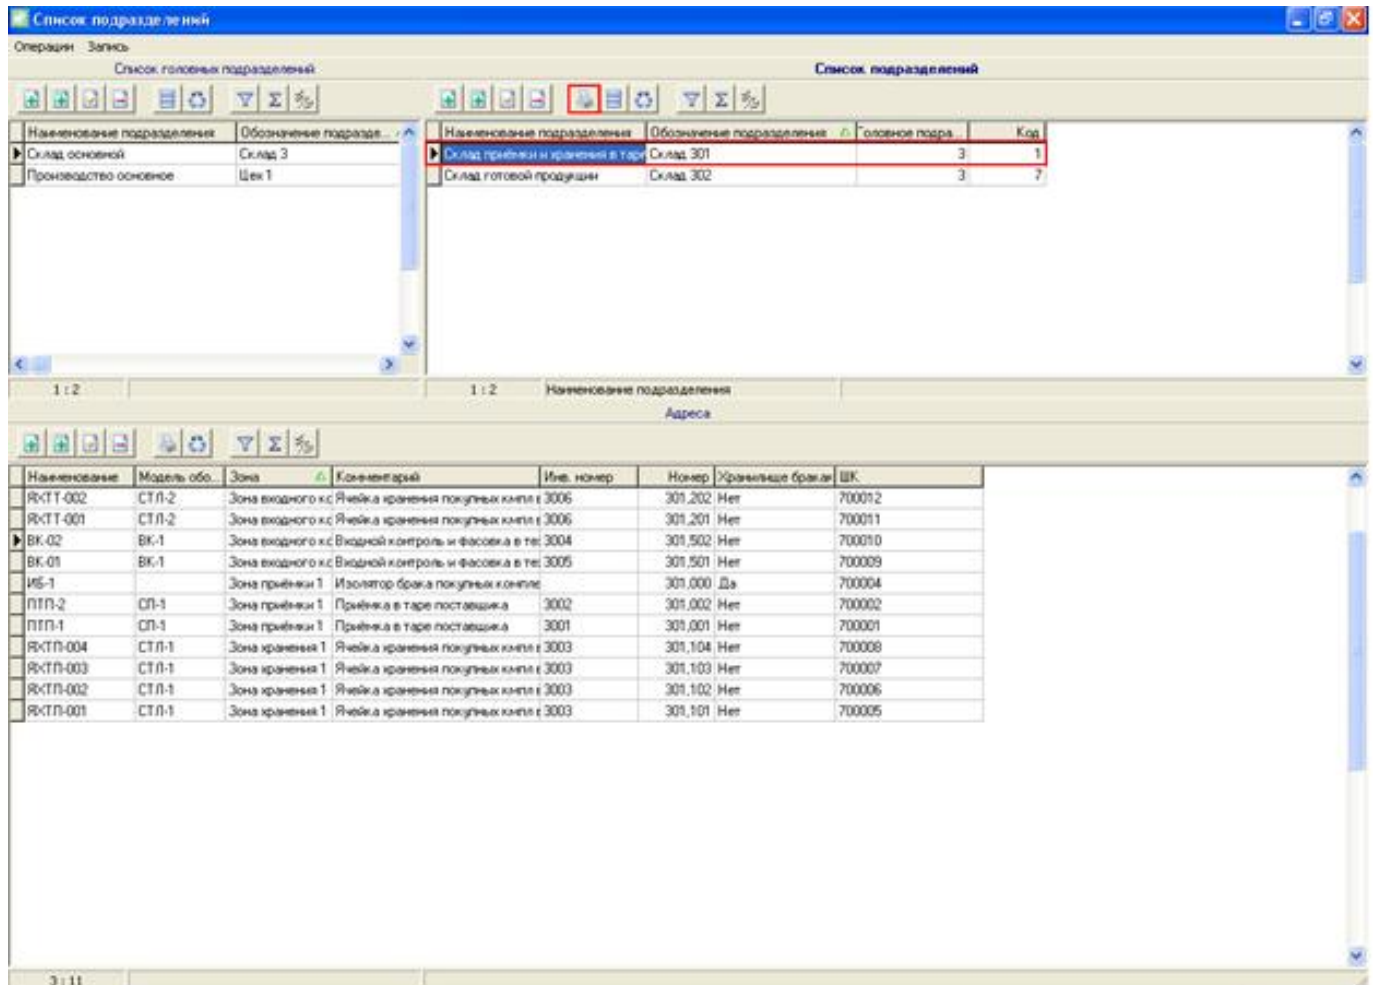 Список подразделений
Операции Запись
Список головных подразделений
Список подразделений
Наименование подразделения Обозначение подразде...
Склад основной Склад 3
Производство основное Цех 1
Наименование подразделения Обозначение подразделения Головное подра... Код
Склад приёмки и хранения в таре Склад 301 3 1
Склад готовой продукции Склад 302 3 7
1 : 2
1 : 2 Наименование подразделения
Адреса
Наименование Модель обо... Зона Комментарий Инв. номер Номер Хранилище брака ШК
ЯХТТ-002 СТЛ-2 Зона входного кс Ячейка хранения покупных кмпл в 3006 301,202 Нет 700012
ЯХТТ-001 СТЛ-2 Зона входного кс Ячейка хранения покупных кмпл в 3006 301,201 Нет 700011
ВК-02 ВК-1 Зона входного кс Входной контроль и фасовка в те 3004 301,502 Нет 700010
ВК-01 ВК-1 Зона входного кс Входной контроль и фасовка в те 3005 301,501 Нет 700009
ИБ-1 Зона приёмки 1 Изолятор брака покупных компле 301,000 Да 700004
ПТП-2 СП-1 Зона приёмки 1 Приёмка в таре поставщика 3002 301,002 Нет 700002
ПТП-1 СП-1 Зона приёмки 1 Приёмка в таре поставщика 3001 301,001 Нет 700001
ЯХТП-004 СТЛ-1 Зона хранения 1 Ячейка хранения покупных кмпл в 3003 301,104 Нет 700008
ЯХТП-003 СТЛ-1 Зона хранения 1 Ячейка хранения покупных кмпл в 3003 301,103 Нет 700007
ЯХТП-002 СТЛ-1 Зона хранения 1 Ячейка хранения покупных кмпл в 3003 301,102 Нет 700006
ЯХТП-001 СТЛ-1 Зона хранения 1 Ячейка хранения покупных кмпл в 3003 301,101 Нет 700005
3 : 11